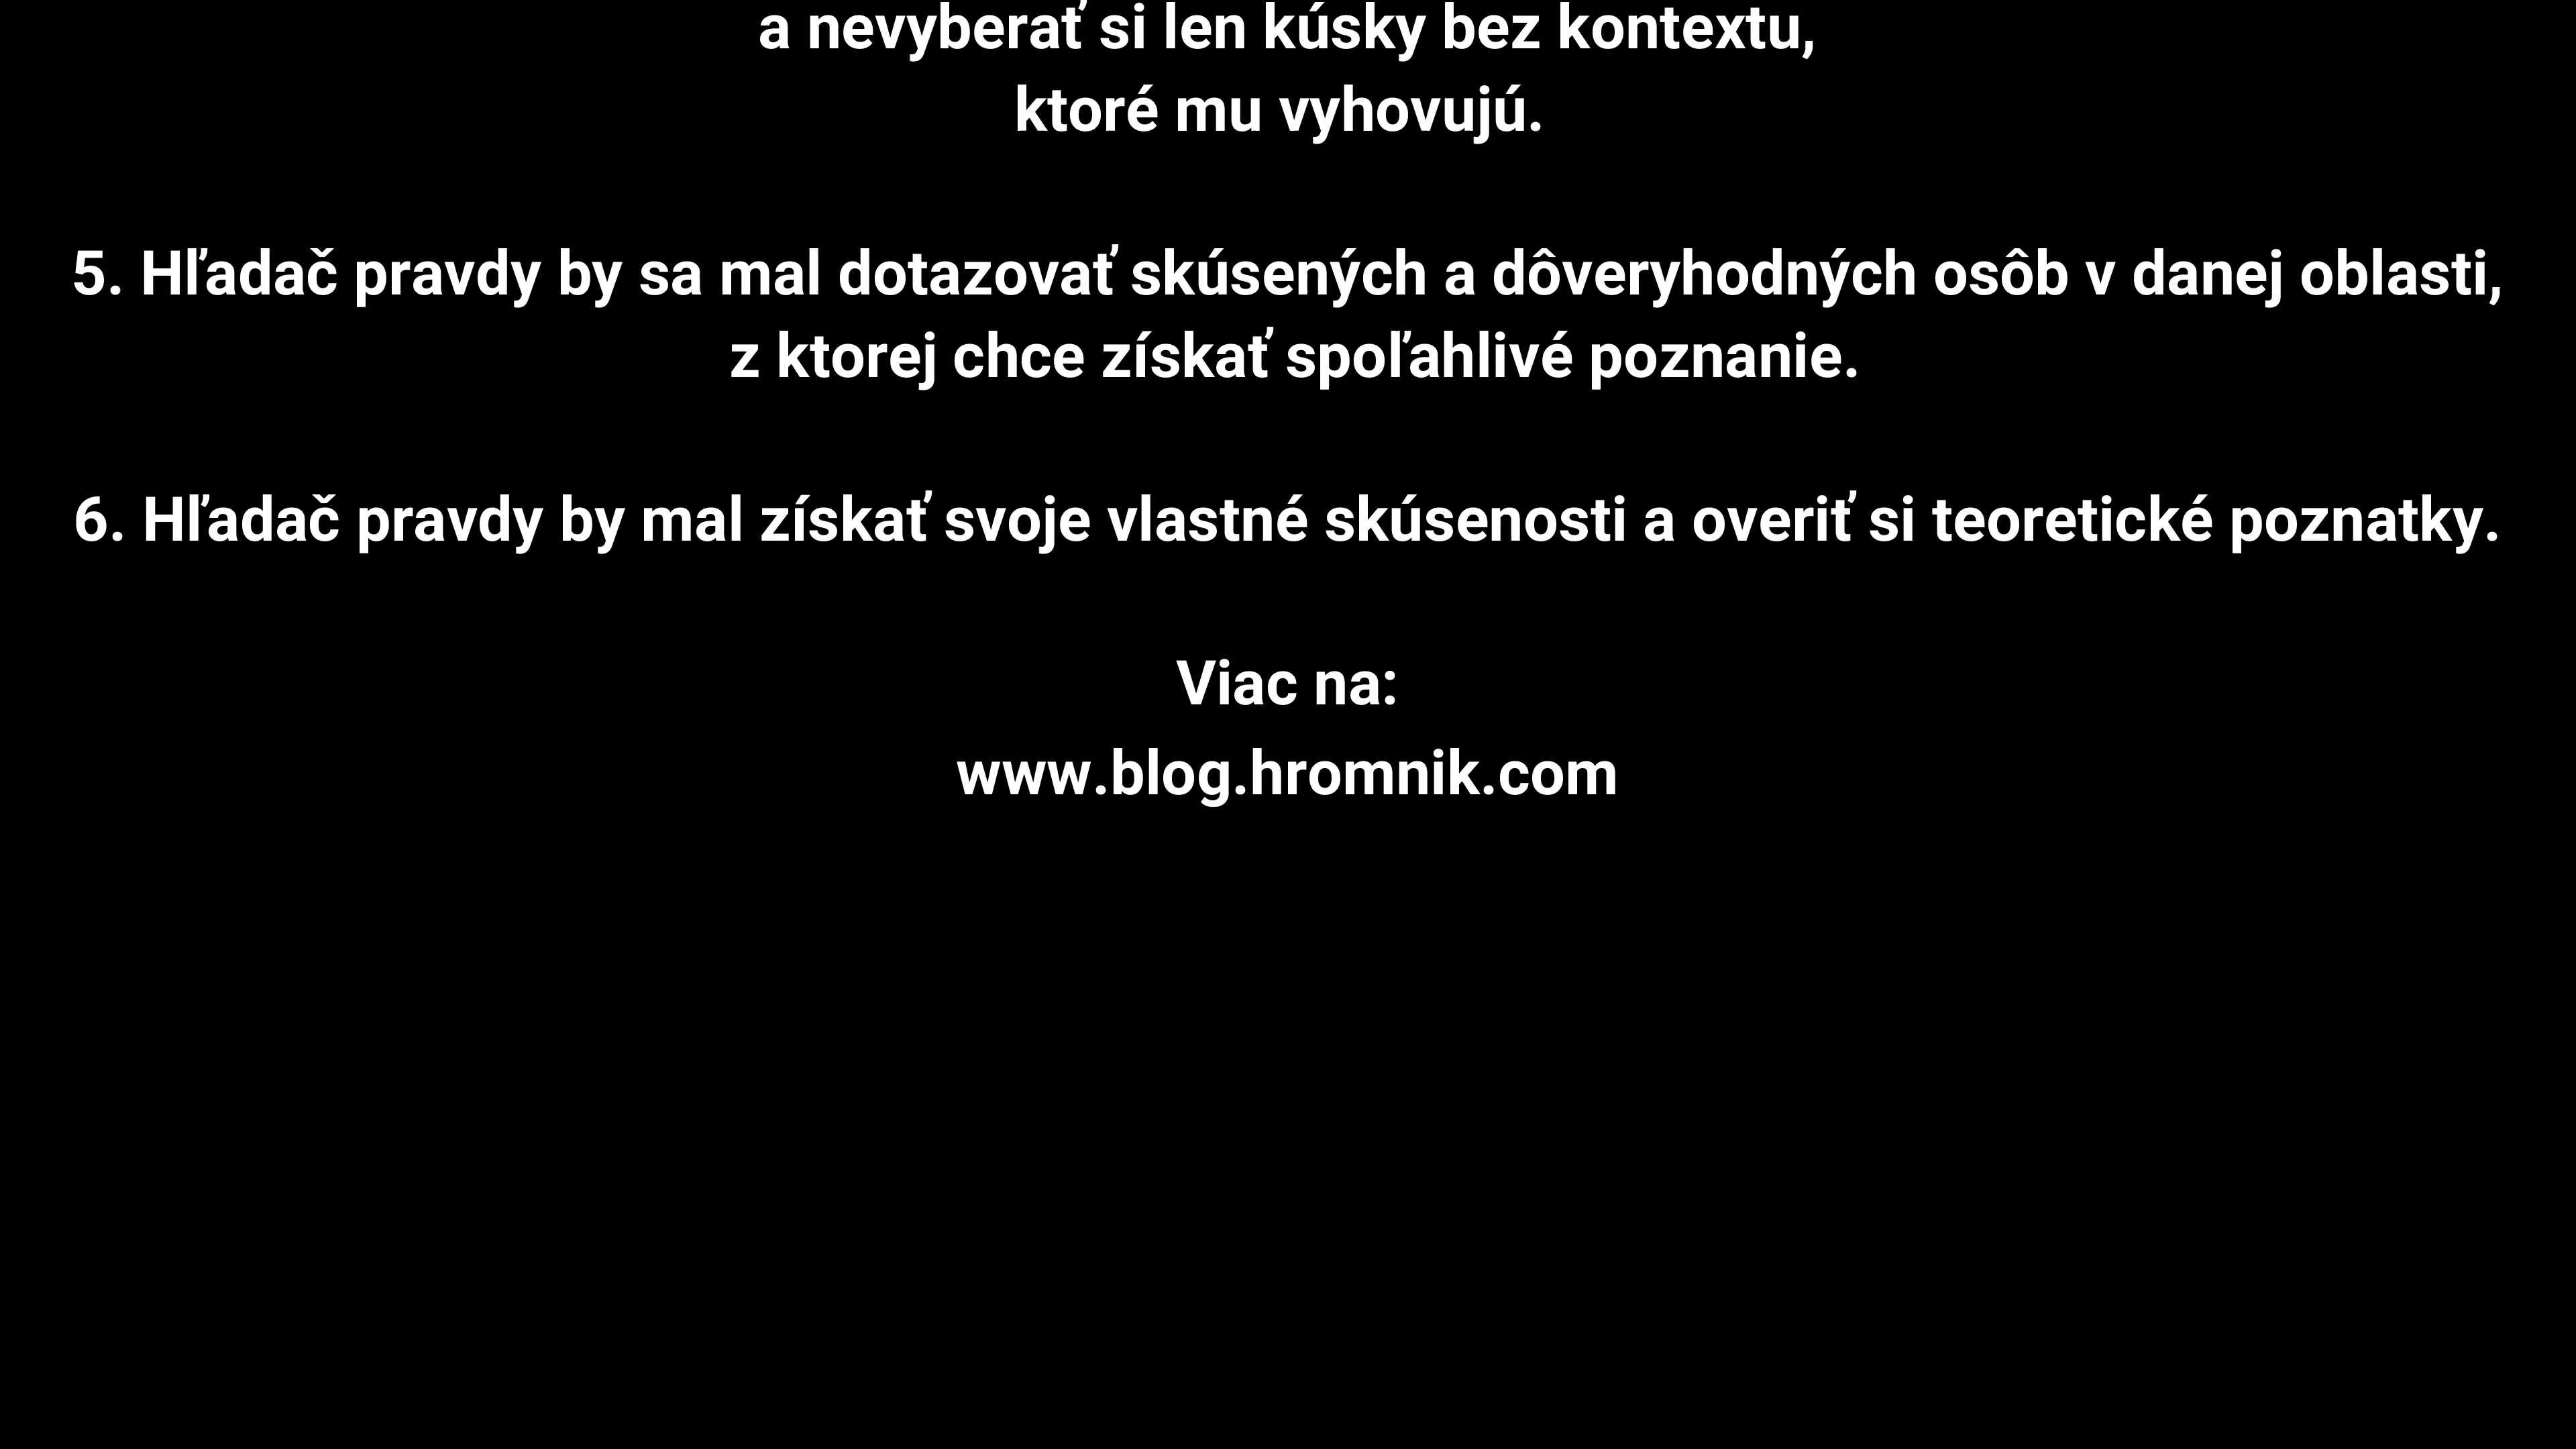 a nevyberať si len kúsky bez kontextu,
ktoré mu vyhovujú.
5. Hľadač pravdy by sa mal dotazovať skúsených a dôveryhodných osôb v danej oblasti,
z ktorej chce získať spoľahlivé poznanie.
6. Hľadač pravdy by mal získať svoje vlastné skúsenosti a overiť si teoretické poznatky.
Viac na:
www.blog.hromnik.com